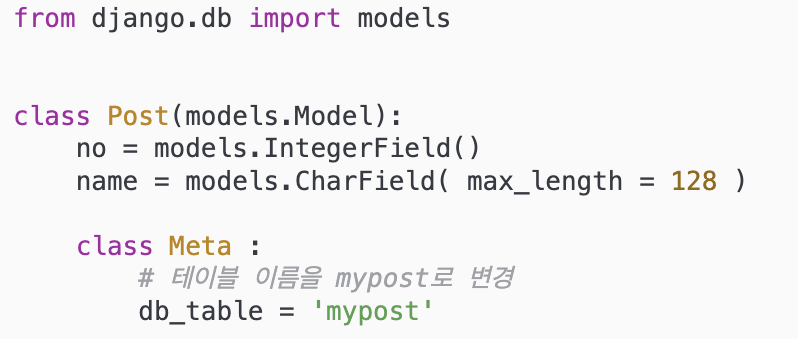 from django.db import models
class Post(models.Model):
    no = models.IntegerField()
    name = models.CharField( max_length = 128 )
    class Meta :
        # 테이블 이름을 mypost로 변경
        db_table = 'mypost'